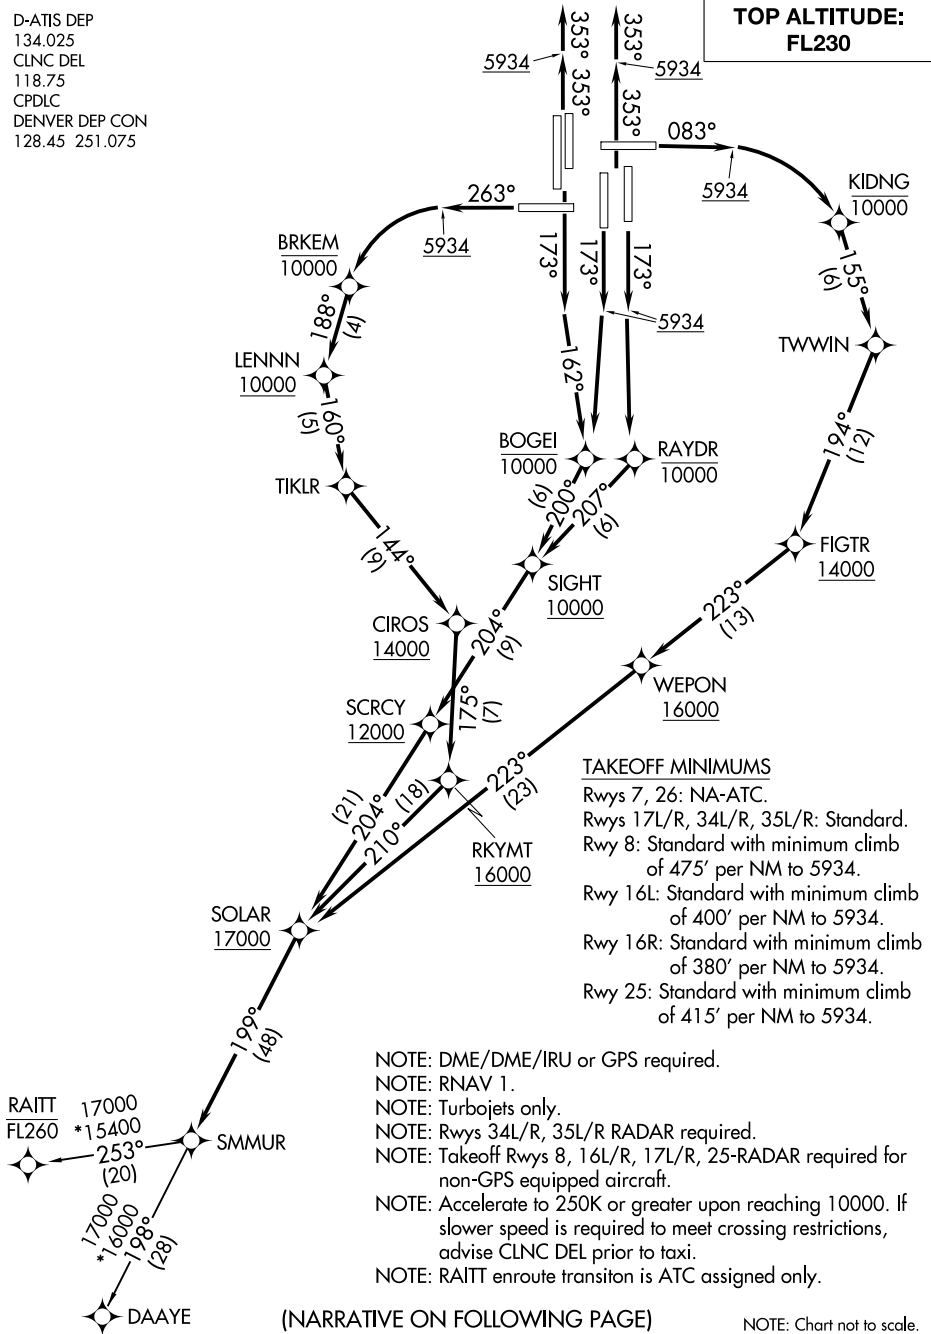 D-ATIS DEP
134.025
CLNC DEL
118.75
CPDLC
DENVER DEP CON
128.45 251.075
TOP ALTITUDE:
FL230
353°
353°
5934
5934
353°
353°
083°
5934
KIDNG
10000
263°
5934
BRKEM
10000
173°
173°
173°
155°
(6)
5934
188°
(4)
TWWIN
LENNN
10000
162°
160°
(5)
194°
(12)
BOGEI
10000
RAYDR
10000
TIKLR
200°
(6)
207°
(6)
144°
(9)
FIGTR
14000
SIGHT
10000
CIROS
14000
204°
(9)
223°
(13)
WEPON
16000
SCRCY
12000
175°
(7)
223°
(23)
(21)
204°
(18)
210°
RKYMT
16000
TAKEOFF MINIMUMS
Rwys 7, 26: NA-ATC.
Rwys 17L/R, 34L/R, 35L/R: Standard.
Rwy 8: Standard with minimum climb
of 475' per NM to 5934.
Rwy 16L: Standard with minimum climb
of 400' per NM to 5934.
Rwy 16R: Standard with minimum climb
of 380' per NM to 5934.
Rwy 25: Standard with minimum climb
of 415' per NM to 5934.
SOLAR
17000
199°
(48)
NOTE: DME/DME/IRU or GPS required.
NOTE: RNAV 1.
NOTE: Turbojets only.
NOTE: Rwys 34L/R, 35L/R RADAR required.
NOTE: Takeoff Rwys 8, 16L/R, 17L/R, 25-RADAR required for
non-GPS equipped aircraft.
NOTE: Accelerate to 250K or greater upon reaching 10000. If
slower speed is required to meet crossing restrictions,
advise CLNC DEL prior to taxi.
NOTE: RAITT enroute transiton is ATC assigned only.
RAITT
FL260
17000
*15400
253°
(20)
SMMUR
17000
*16000
198°
(28)
DAAYE
(NARRATIVE ON FOLLOWING PAGE)
NOTE: Chart not to scale.